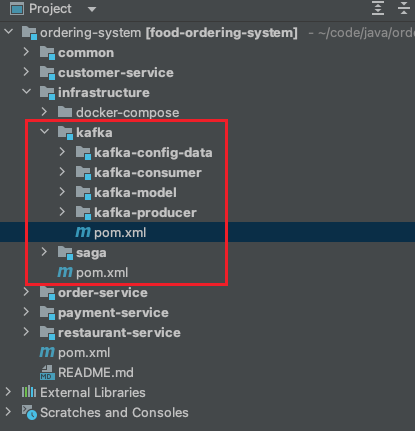 Project
ordering-system [food-ordering-system] - ~/code/java/orde
common
customer-service
infrastructure
docker-compose
kafka
kafka-config-data
kafka-consumer
kafka-model
kafka-producer
m pom.xml
saga
m pom.xml
order-service
payment-service
restaurant-service
m pom.xml
MD README.md
External Libraries
Scratches and Consoles